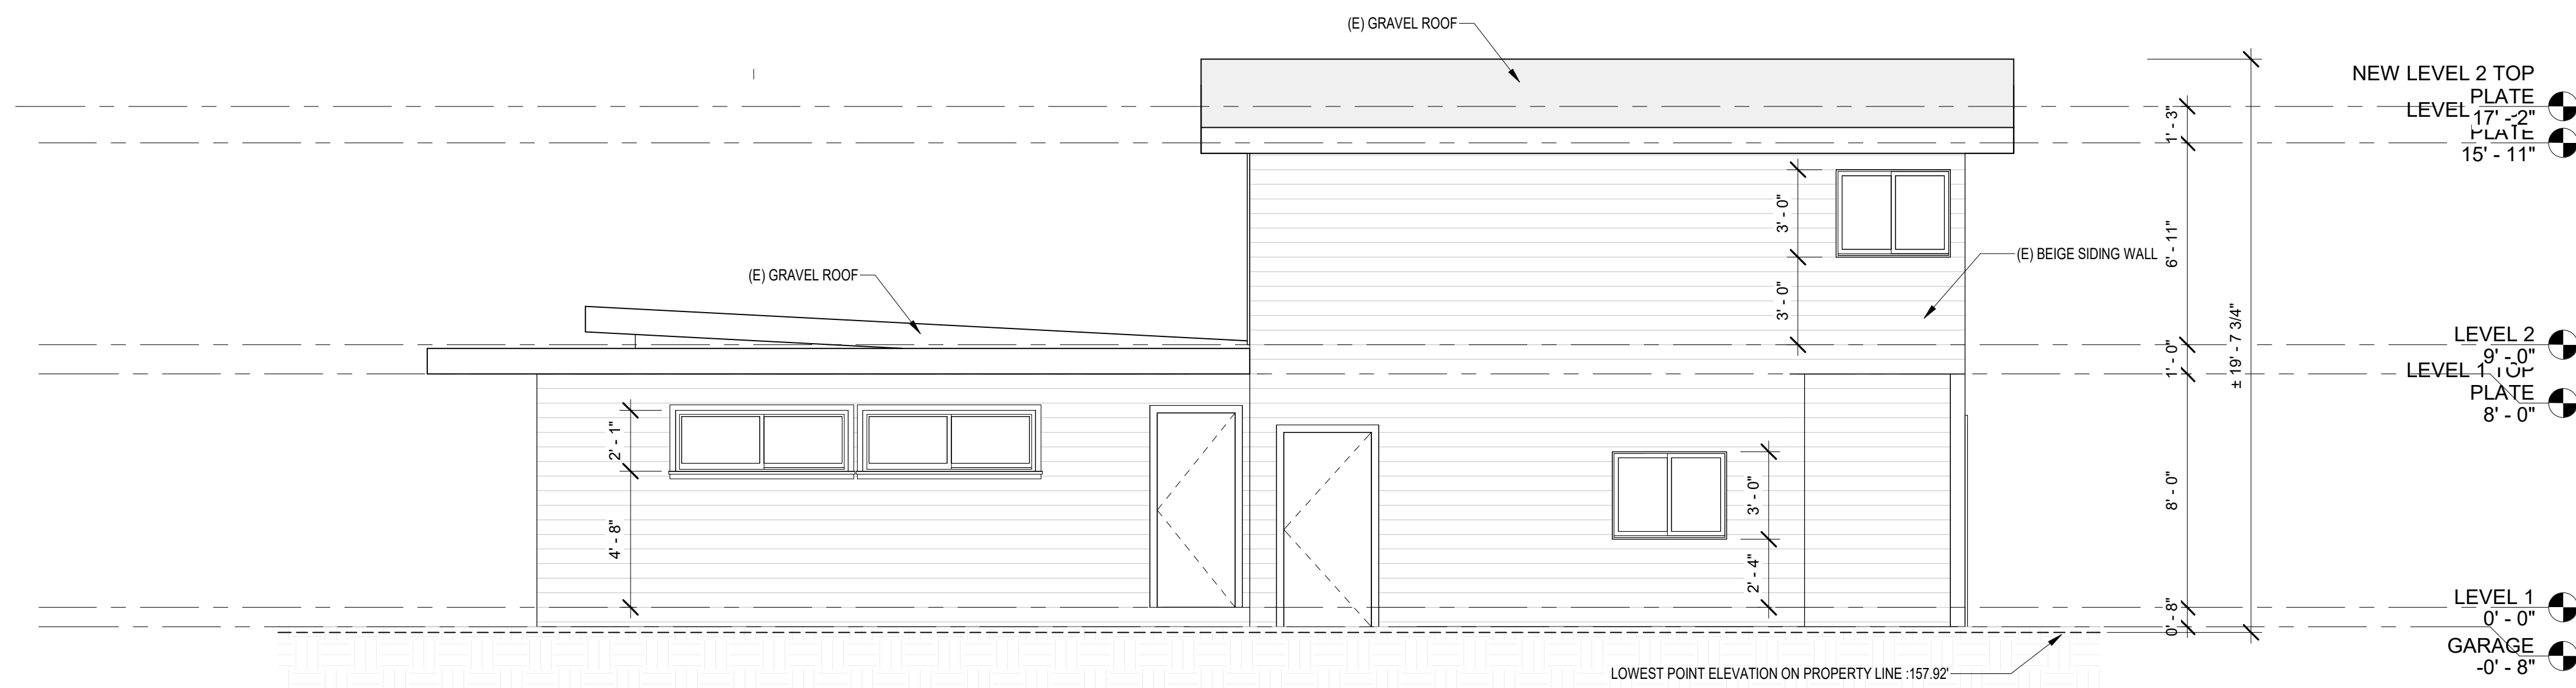 (E) GRAVEL ROOF
NEW LEVEL 2 TOP
PLATE
17' - 2"
LEVEL
PLATE
15' - 11"
1' - 3"
3' - 0"
6' - 11"
(E) BEIGE SIDING WALL
(E) GRAVEL ROOF
3' - 0"
± 19' - 7 3/4"
LEVEL 2
9' - 0"
1' - 0"
LEVEL 1 TOP
PLATE
8' - 0"
2' - 1"
4' - 8"
3' - 0"
2' - 4"
8' - 0"
LEVEL 1
0' - 0"
0' - 8"
GARAGE
-0' - 8"
LOWEST POINT ELEVATION ON PROPERTY LINE :157.92'